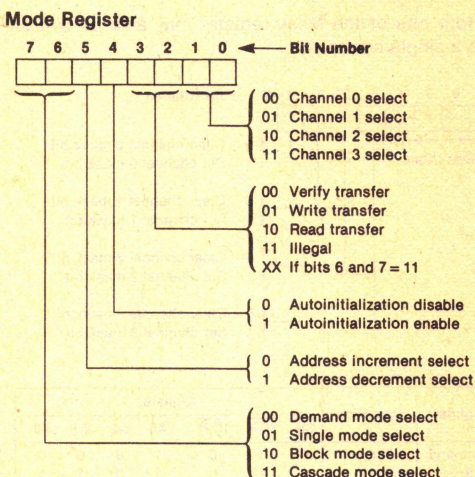 Mode Register
7 6 5 4 3 2 1 0 Bit Number
00 Channel 0 select
01 Channel 1 select
10 Channel 2 select
11 Channel 3 select
00 Verify transfer
01 Write transfer
10 Read transfer
11 Illegal
XX If bits 6 and 7 = 11
0 Autoinitialization disable
1 Autoinitialization enable
0 Address increment select
1 Address decrement select
00 Demand mode select
01 Single mode select
10 Block mode select
11 Cascade mode select